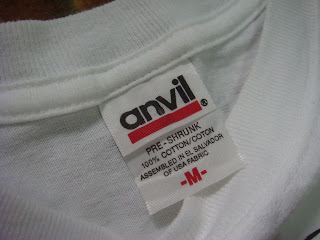 anvil®
PRE-SHRUNK
100% COTTON/COTON
ASSEMBLED IN EL SALVADOR
OF USA FABRIC
-M-